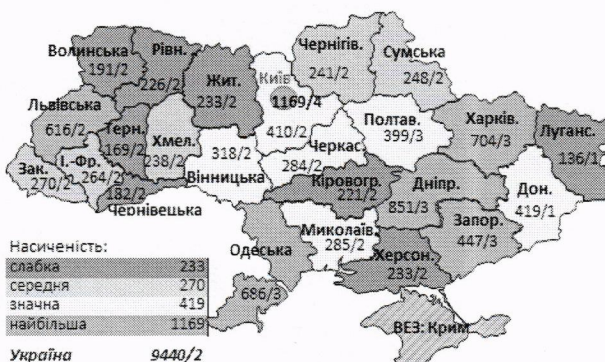 Волинська
191/2
Рівн.
226/2
Жит.
233/2
Київ
1169/4
410/2
Чернігів.
241/2
Сумська
248/2
Львівська
616/2
Терн.
169/2
Хмел.
238/2
Вінницька
318/2
Черкас.
284/2
Полтав.
399/3
Харків.
704/3
Луганс.
136/1
Зак.
270/2
І.-Фр.
264/2
182/2
Чернівецька
Кіровогр.
221/2
Дніпр.
851/3
Дон.
419/1
Одеська
686/3
Миколаїв.
285/2
Херсон.
233/2
Запор.
447/3
ВЕЗ: Крим
Насиченість:
слабка 233
середня 270
значна 419
найбільша 1169
Україна 9440/2